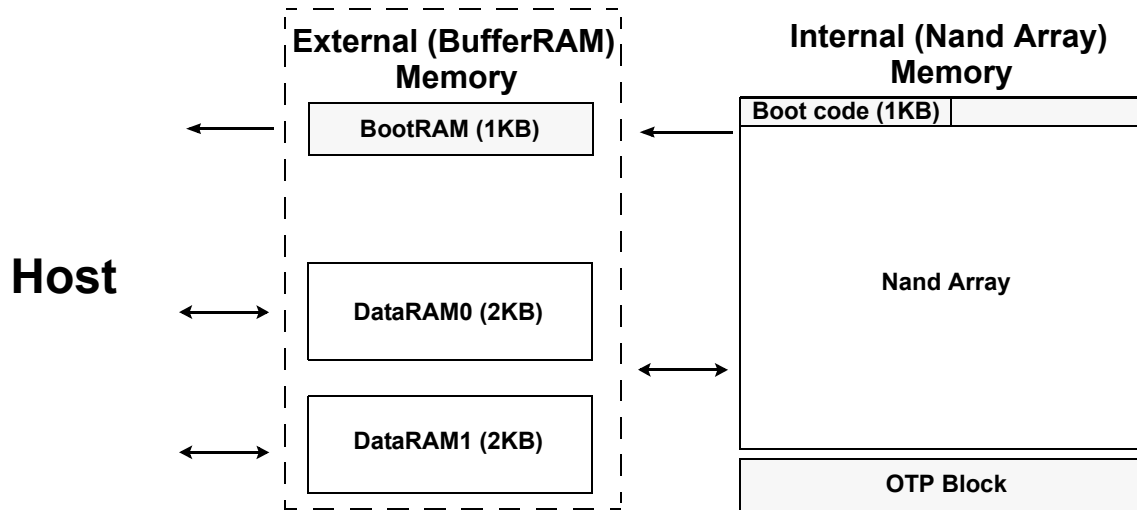 External (BufferRAM)
Memory
Internal (Nand Array)
Memory
BootRAM (1KB)
Boot code (1KB)
Host
DataRAM0 (2KB)
Nand Array
DataRAM1 (2KB)
OTP Block